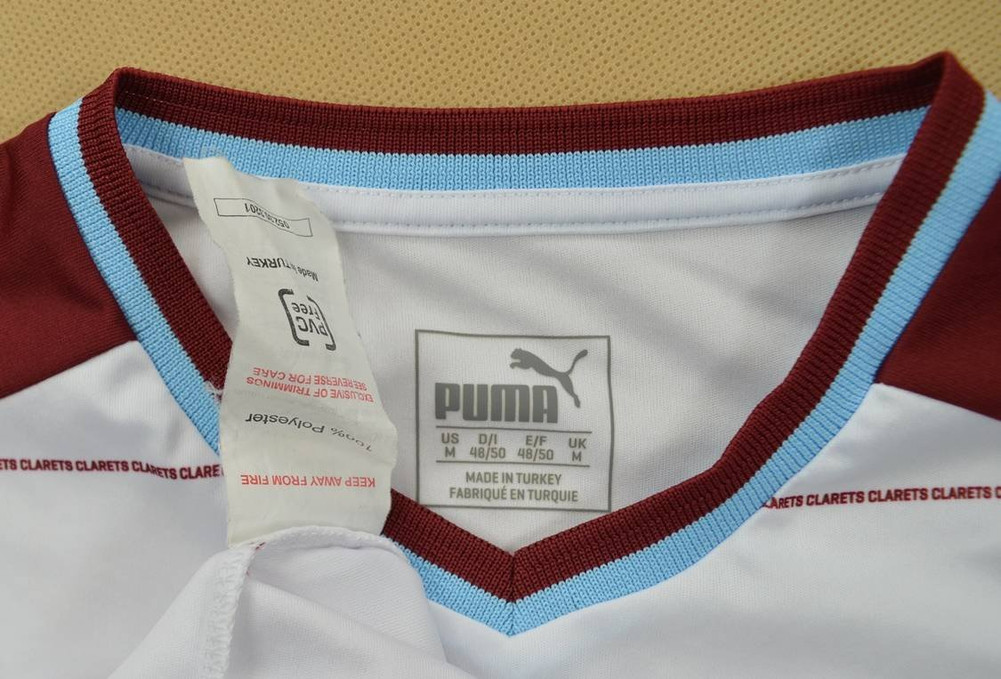 PUMA
US D/I E/F UK
M 48/50 48/50 M
MADE IN TURKEY
FABRIQUÉ EN TURQUIE
KEEP AWAY FROM FIRE
100% Polyester
EXCLUSIVE OF TRIMMINGS
SEE REVERSE FOR CARE
PVC
Free
Made in TURKEY
ETS CLARETS CLARETS CLARETS CLARE
LARETS CLARETS CLARETS CLARETS C